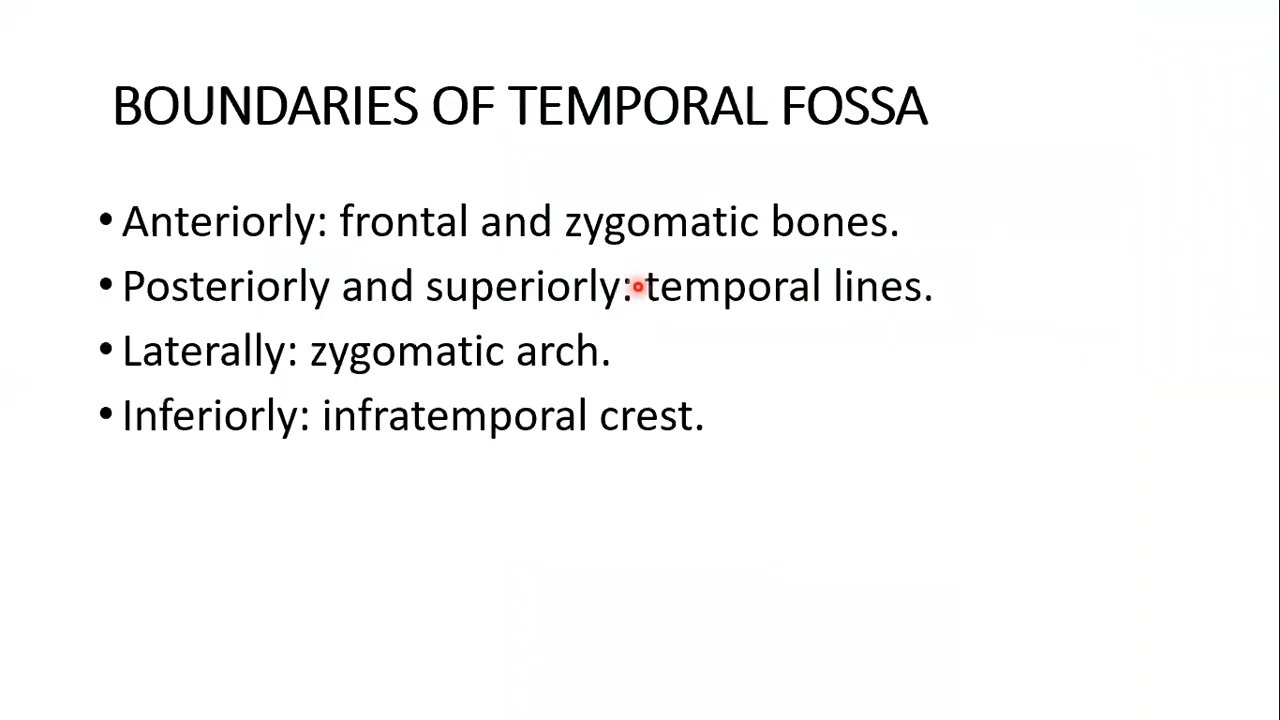 BOUNDARIES OF TEMPORAL FOSSA
• Anteriorly: frontal and zygomatic bones.
• Posteriorly and superiorly: temporal lines.
• Laterally: zygomatic arch.
• Inferiorly: infratemporal crest.